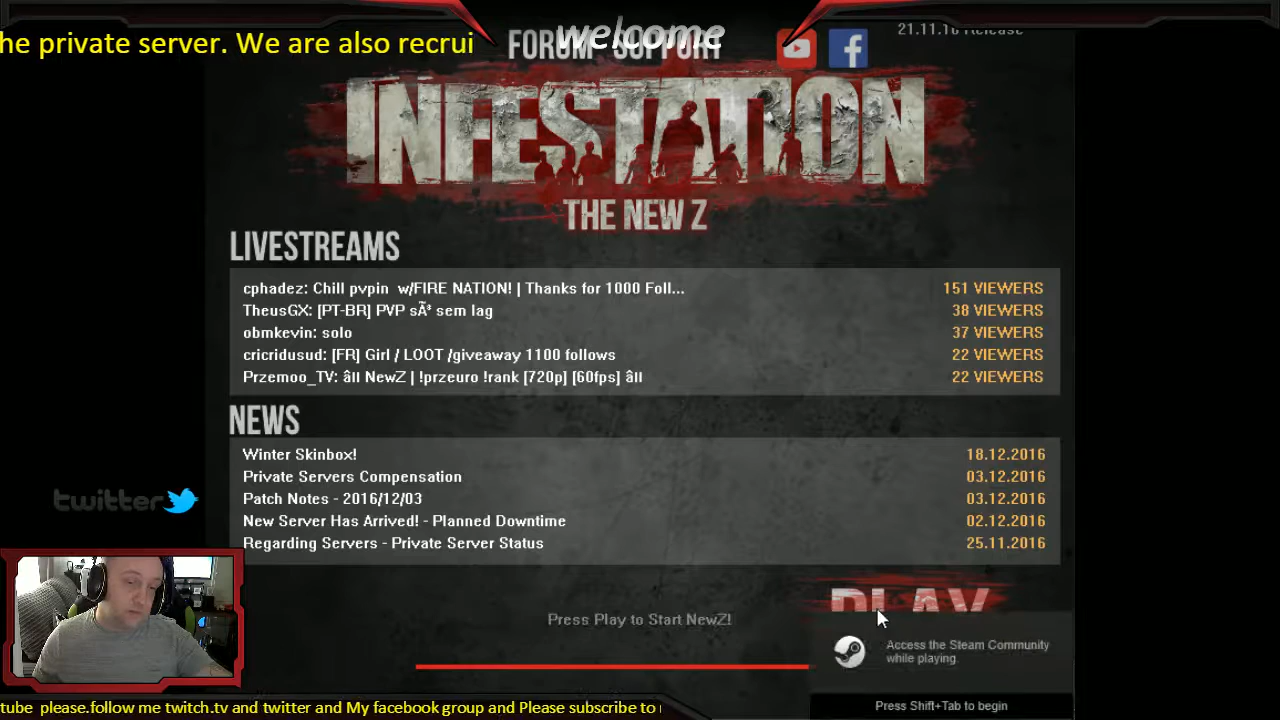 he private server. We are also recrui
welcome
FORUM SUPPORT
21.11.16 Release
INFESTATION
THE NEW Z
LIVESTREAMS
cphadez: Chill pvpin w/FIRE NATION! | Thanks for 1000 Foll... 151 VIEWERS
TheusGX: [PT-BR] PVP sÃ³ sem lag 38 VIEWERS
obmkevin: solo 37 VIEWERS
cricridusud: [FR] Girl / LOOT /giveaway 1100 follows 22 VIEWERS
Przemoo_TV: âll NewZ | !przeuro !rank [720p] [60fps] âll 22 VIEWERS
NEWS
Winter Skinbox! 18.12.2016
Private Servers Compensation 03.12.2016
Patch Notes - 2016/12/03 03.12.2016
New Server Has Arrived! - Planned Downtime 02.12.2016
Regarding Servers - Private Server Status 25.11.2016
twitter
Press Play to Start NewZ!
PLAY
Access the Steam Community
while playing.
Press Shift+Tab to begin
tube please.follow me twitch.tv and twitter and My facebook group and Please subscribe to